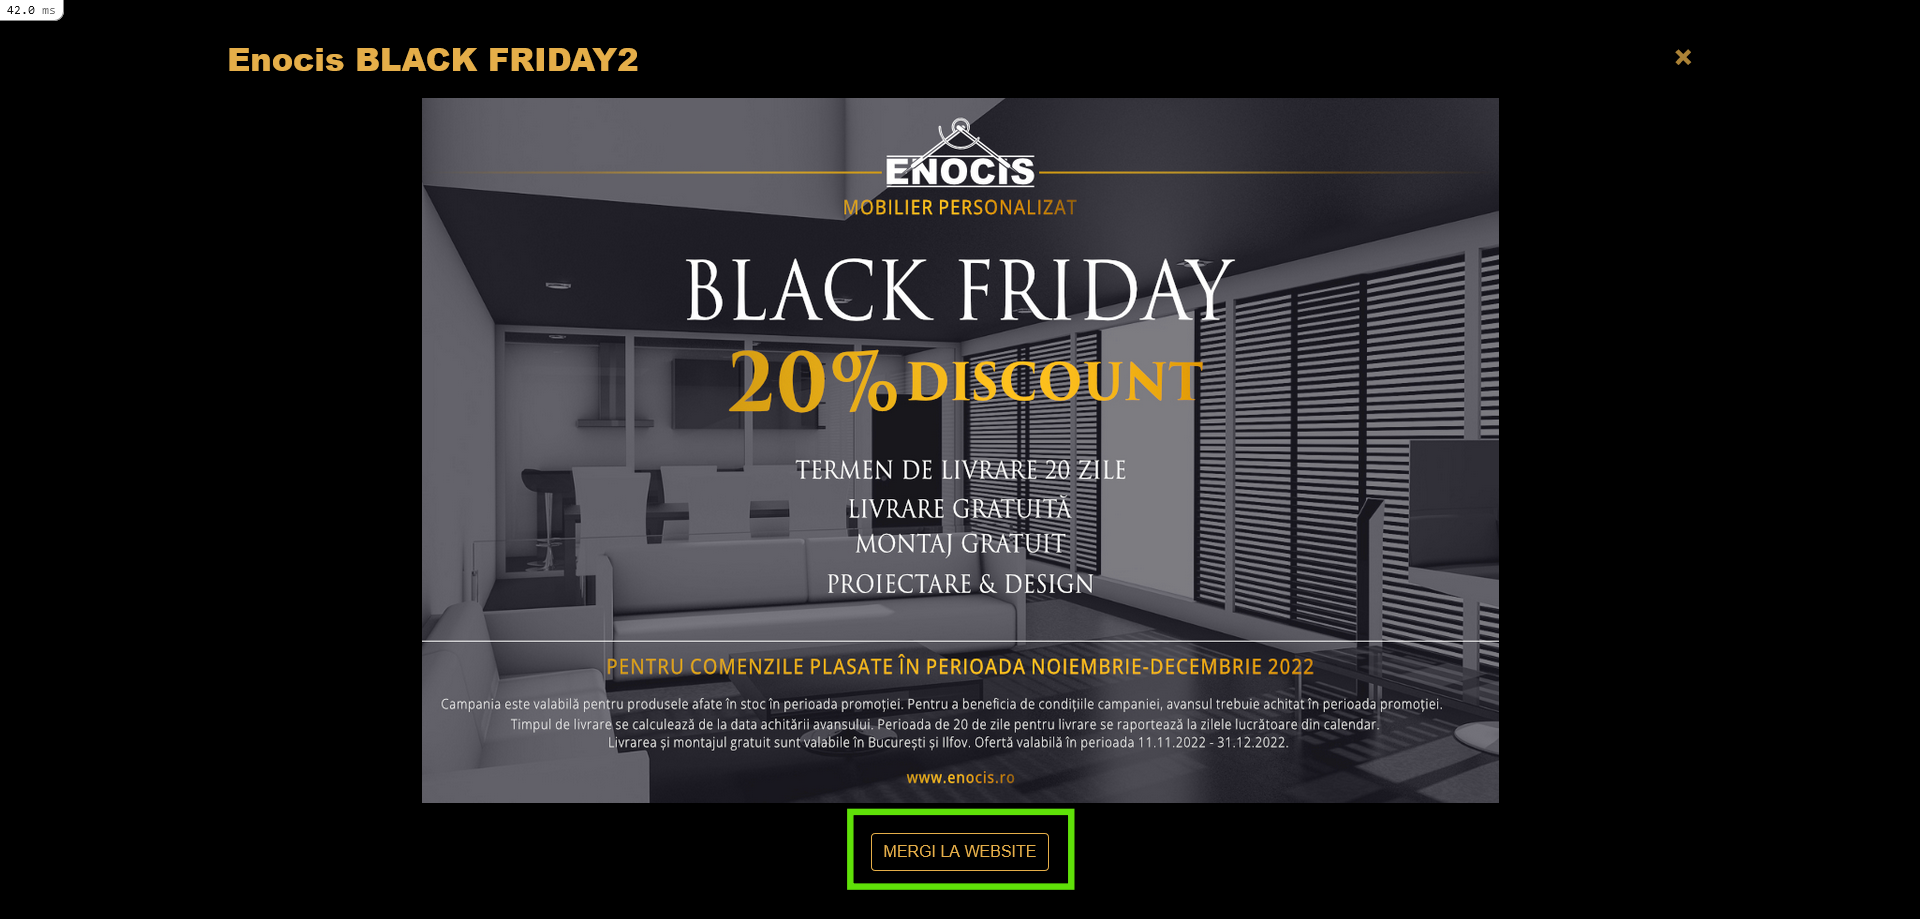 42.0 ms
Enocis BLACK FRIDAY2
×
ENOCIS
MOBILIER PERSONALIZAT
BLACK FRIDAY
20% DISCOUNT
TERMEN DE LIVRARE 20 ZILE
LIVRARE GRATUITĂ
MONTAJ GRATUIT
PROIECTARE & DESIGN
PENTRU COMENZILE PLASATE ÎN PERIOADA NOIEMBRIE-DECEMBRIE 2022
Campania este valabilă pentru produsele afate în stoc în perioada promoției. Pentru a beneficia de condițiile campaniei, avansul trebuie achitat în perioada promoției.
Timpul de livrare se calculează de la data achitării avansului. Perioada de 20 de zile pentru livrare se raportează la zilele lucrătoare din calendar.
Livrarea și montajul gratuit sunt valabile în București și Ilfov. Ofertă valabilă în perioada 11.11.2022 - 31.12.2022.
www.enocis.ro
MERGI LA WEBSITE